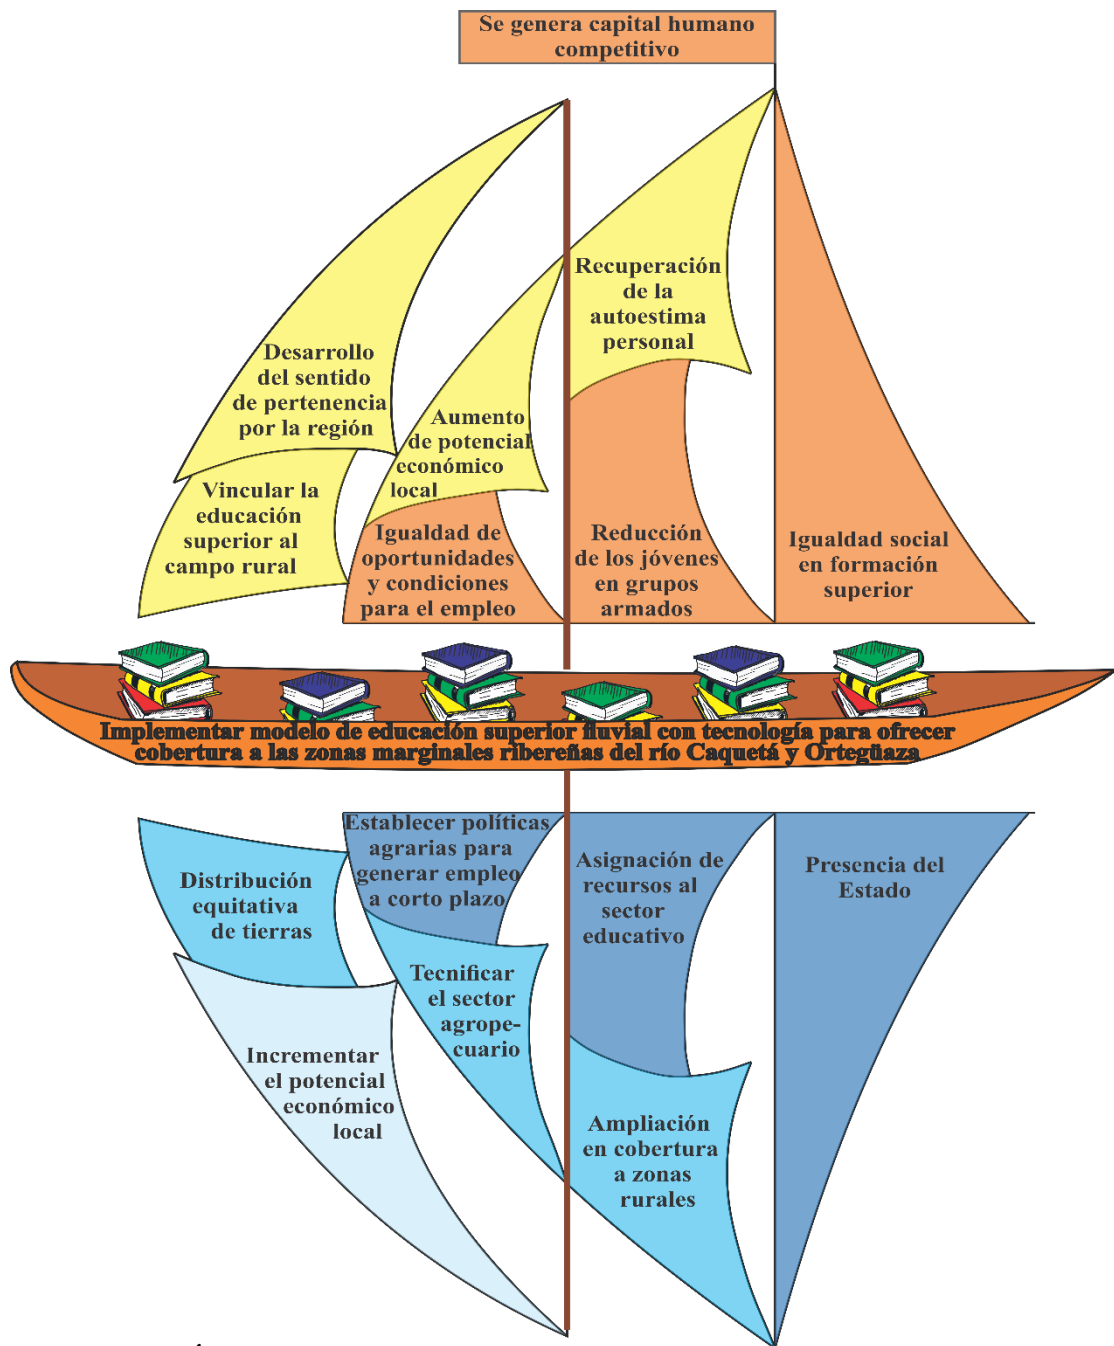 Se genera capital humano
competitivo
Recuperación
de la
autoestima
personal
Desarrollo
del sentido
de pertenencia
por la región
Aumento
de potencial
económico
local
Vincular la
educación
superior al
campo rural
Igualdad de
oportunidades
y condiciones
para el empleo
Reducción
de los jóvenes
en grupos
armados
Igualdad social
en formación
superior
Implementar modelo de educación superior fluvial con tecnología para ofrecer
cobertura a las zonas marginales ribereñas del río Caquetá y Ortegüaza
Distribución
equitativa
de tierras
Establecer políticas
agrarias para
generar empleo
a corto plazo
Asignación de
recursos al
sector
educativo
Presencia del
Estado
Tecnificar
el sector
agrope-
cuario
Incrementar
el potencial
económico
local
Ampliación
en cobertura
a zonas
rurales